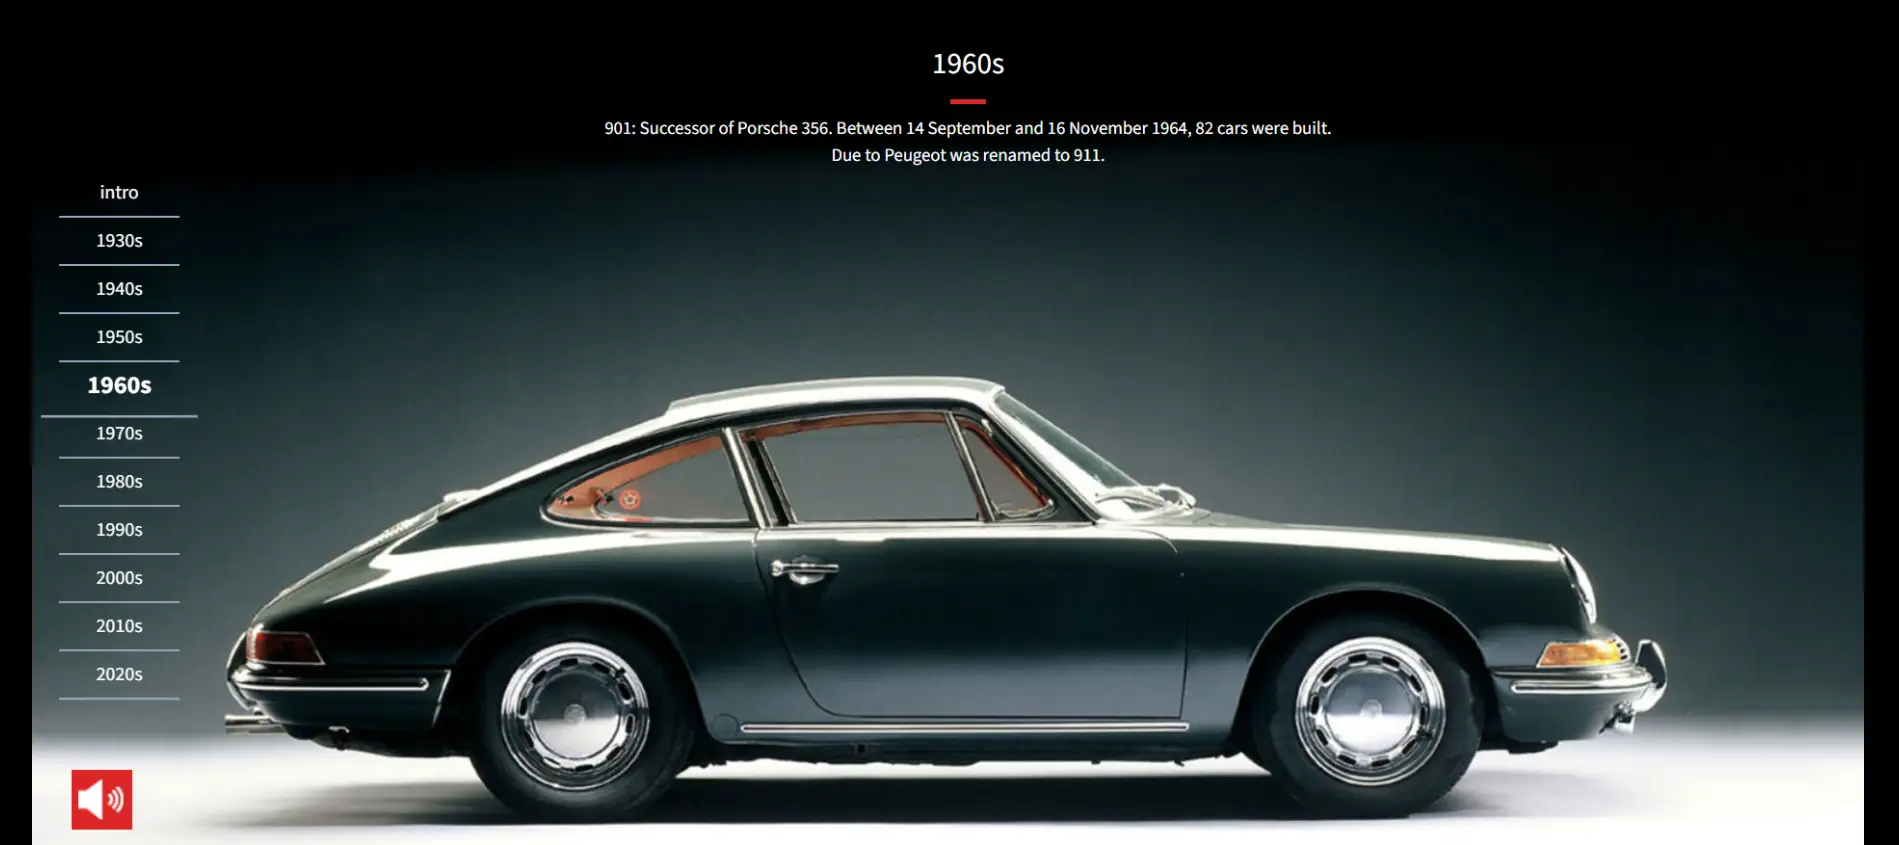 1960s
901: Successor of Porsche 356. Between 14 September and 16 November 1964, 82 cars were built.
Due to Peugeot was renamed to 911.
intro
1930s
1940s
1950s
1960s
1970s
1980s
1990s
2000s
2010s
2020s